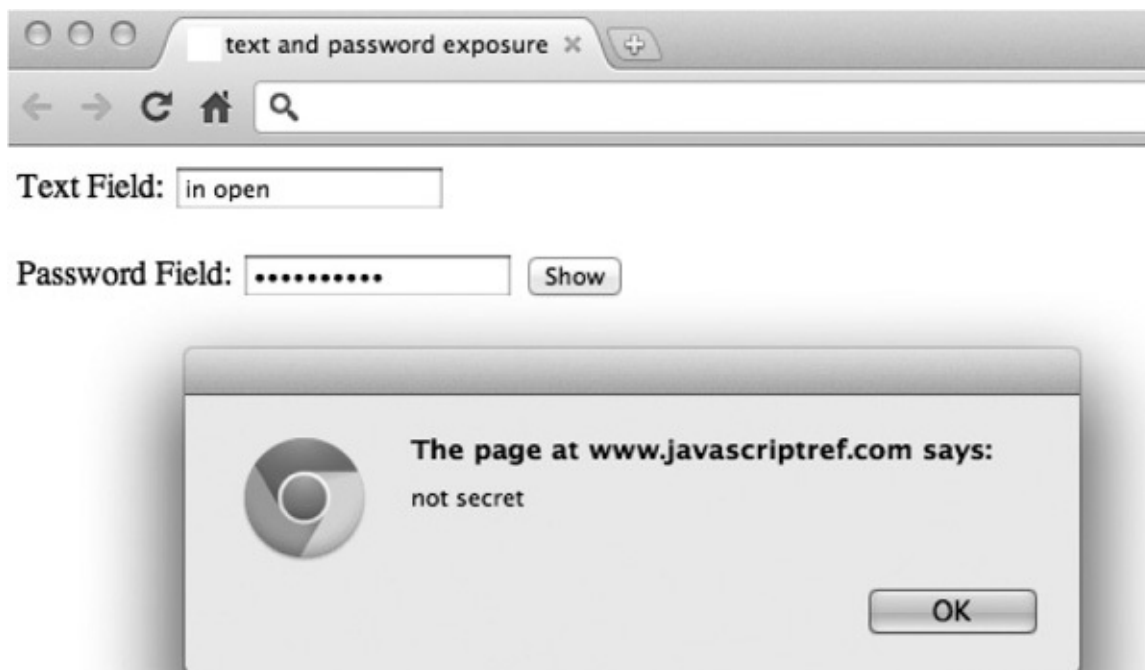 text and password exposure
Text Field: in open
Password Field: •••••••••• Show
The page at www.javascriptref.com says:
not secret
OK